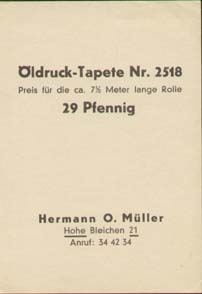 Öldruck-Tapete Nr. 2518
Preis für die ca. 7½ Meter lange Rolle
29 Pfennig
Hermann O. Müller
Hohe Bleichen 21
Anruf: 34 42 34